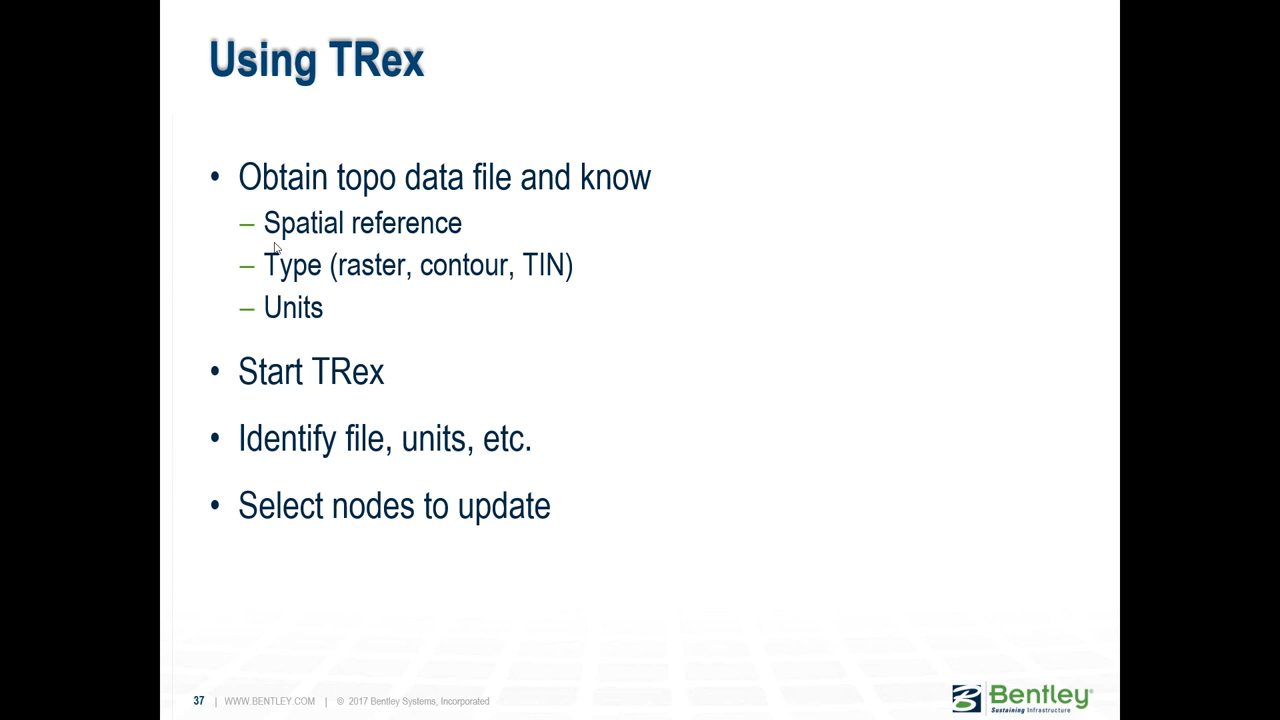 Using TRex
• Obtain topo data file and know
– Spatial reference
– Type (raster, contour, TIN)
– Units
• Start TRex
• Identify file, units, etc.
• Select nodes to update
37 | WWW.BENTLEY.COM | © 2017 Bentley Systems, Incorporated
Bentley®
Sustaining Infrastructure